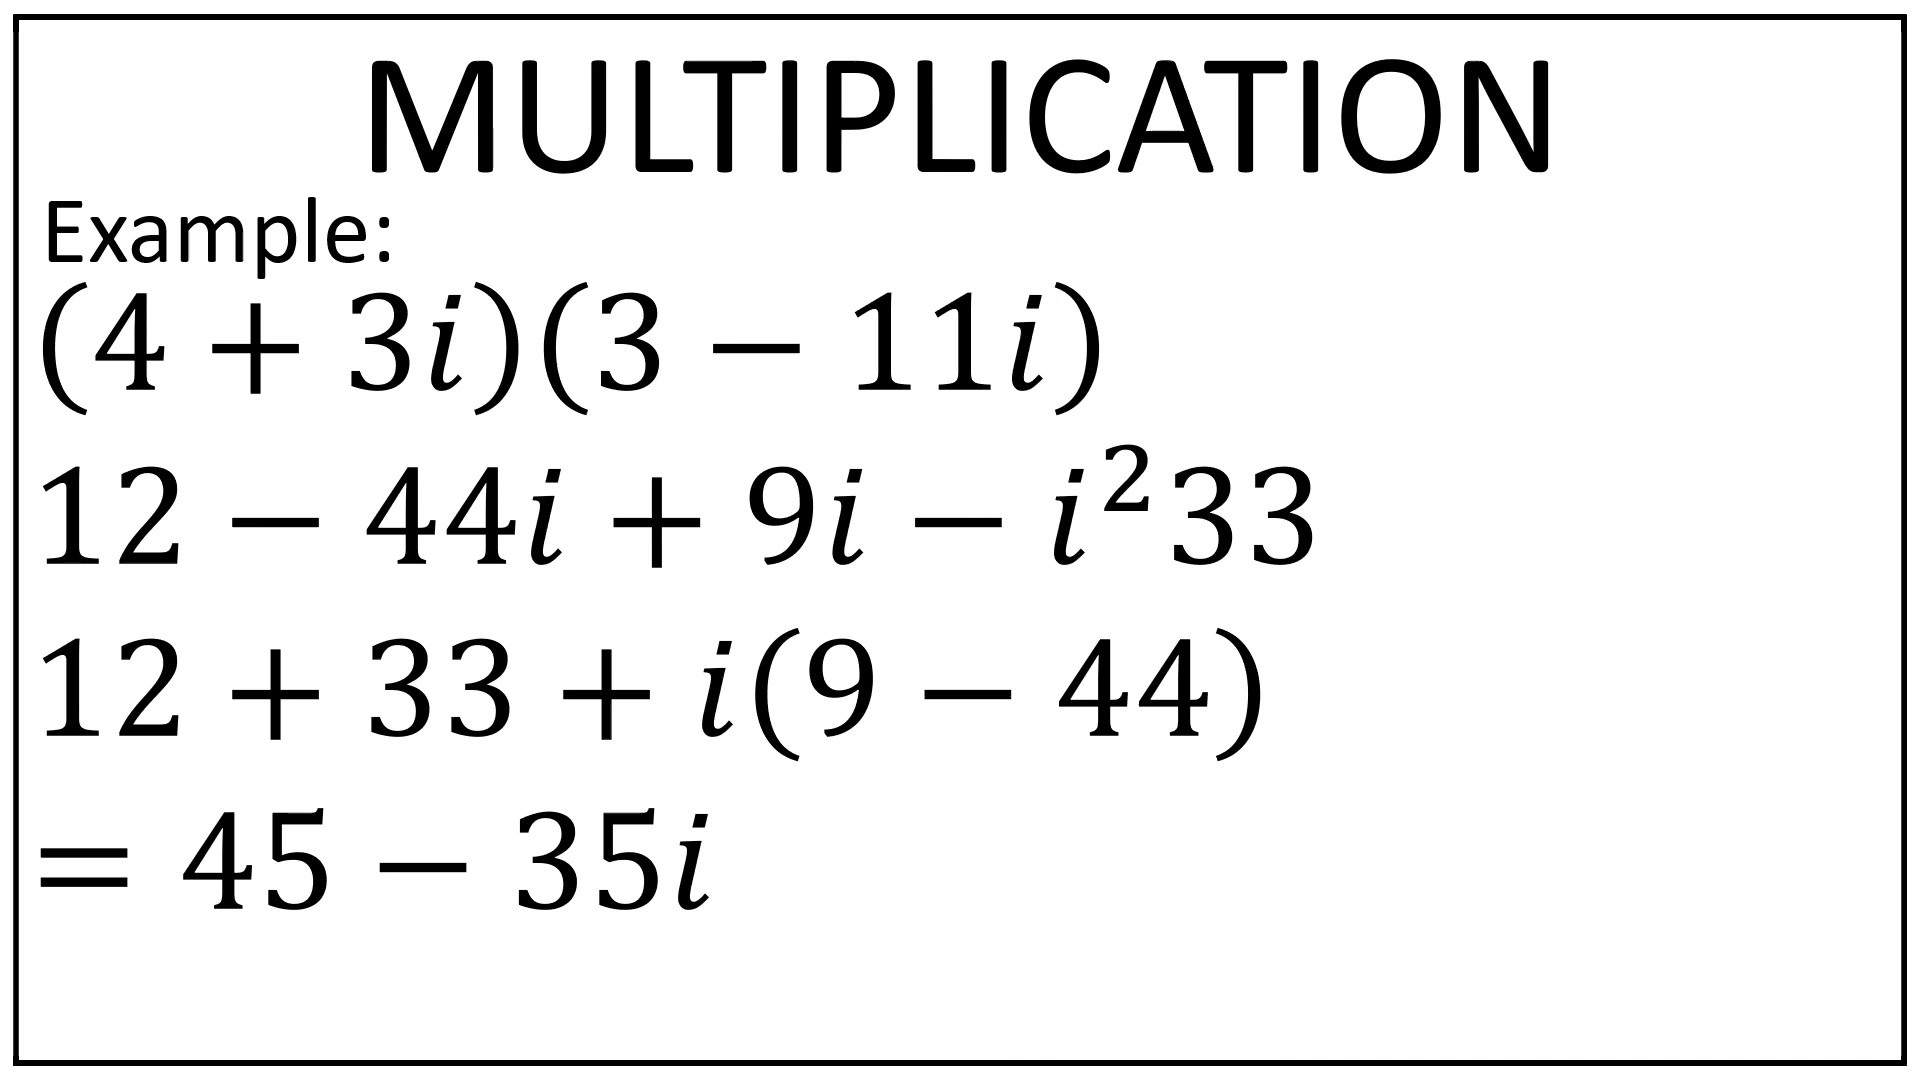 MULTIPLICATION
Example:
(4 + 3i)(3 − 11i)
12 − 44i + 9i − i²33
12 + 33 + i(9 − 44)
= 45 − 35i